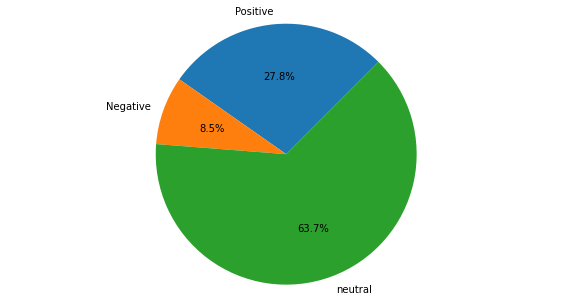 Positive
27.8%
Negative
8.5%
63.7%
neutral